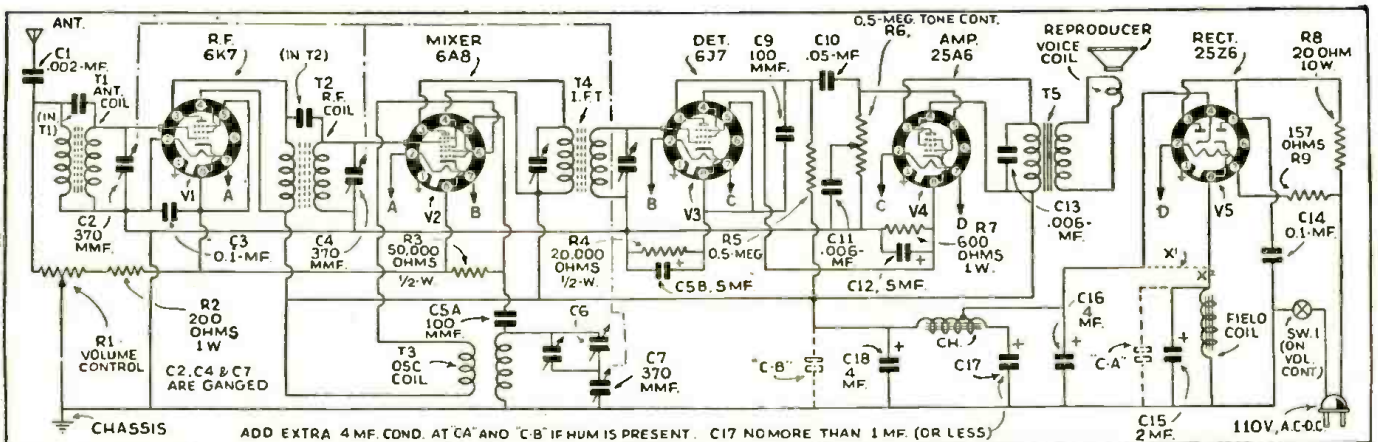 ANT.
C1
.002-MF.
T1
ANT.
COIL
(IN
T1)
C2
370
MMF.
R.F.
6K7
V1
A
C3
0.1-MF.
(IN T2)
T2
R.F.
COIL
C4
370
MMF.
MIXER
6A8
A
B
V2
R3
50,000
OHMS
1/2-W.
T4
I.F.T
R4
20,000
OHMS
1/2-W.
DET.
6J7
B
C
V3
C5B, 5MF.
C9
100
MMF.
R5
0.5-MEG
C10
.05-MF
0.5-MEG. TONE CONT.
R6,
C11
.006-
MF
AMP.
25A6
C
D
V4
R7
600
OHMS
1W.
C12, 5MF.
REPRODUCER
VOICE
COIL
T5
C13
.006-
MF.
RECT.
25Z6
D
V5
R8
20 OHM
10W.
157
OHMS
R9
C14
0.1-MF.
R1
VOLUME
CONTROL
R2
200
OHMS
1W
C2, C4 & C7
ARE GANGED
T3
OSC
COIL
C5A
100
MMF.
C6
C7
370
MMF.
"C-B"
C18
4
MF.
CH.
C17
C16
4
MF.
X1
X2
"C-A"
C15
2 MF.
FIELD
COIL
SW.1
(ON
VOL.
CONT.)
CHASSIS
ADD EXTRA 4 MF. COND. AT "CA" AND "C-B" IF HUM IS PRESENT. C17 NO MORE THAN 1 MF. (OR LESS)
110V., A.C.-D.C.